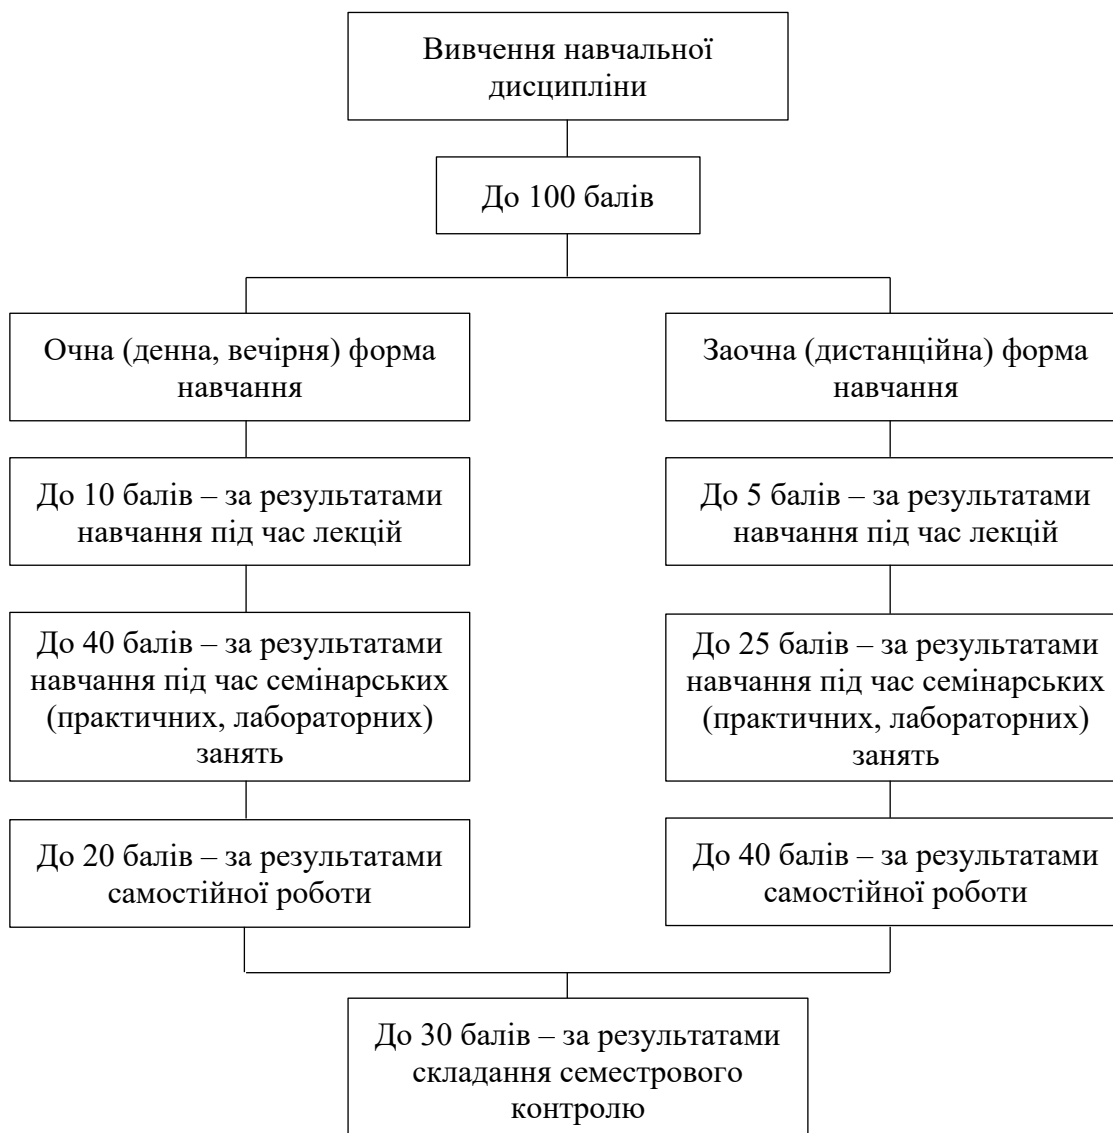 Вивчення навчальної
дисципліни
До 100 балів
Очна (денна, вечірня) форма
навчання
До 10 балів – за результатами
навчання під час лекцій
До 40 балів – за результатами
навчання під час семінарських
(практичних, лабораторних)
занять
До 20 балів – за результатами
самостійної роботи
Заочна (дистанційна) форма
навчання
До 5 балів – за результатами
навчання під час лекцій
До 25 балів – за результатами
навчання під час семінарських
(практичних, лабораторних)
занять
До 40 балів – за результатами
самостійної роботи
До 30 балів – за результатами
складання семестрового
контролю